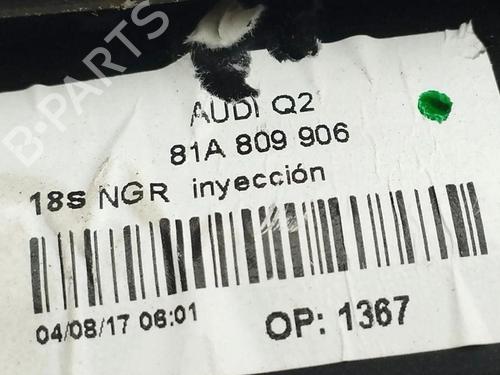 B-PARTS
AUDI Q2
81A 809 906
18s NGR inyección
04/08/17 06:01
OP: 1367